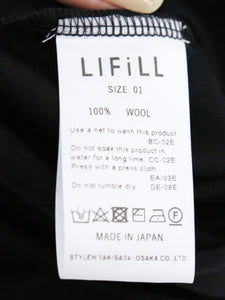 LIFiLL
SIZE 01
100% WOOL
Use a net to wash this product.
BC-02E
Do not soak this product in
water for a long time. CC-02E
Press with a press cloth.
EA-03E
Do not tumble dry DE-08E
MADE IN JAPAN
STYLEM TAKISADA-OSAKA CO.,LTD.